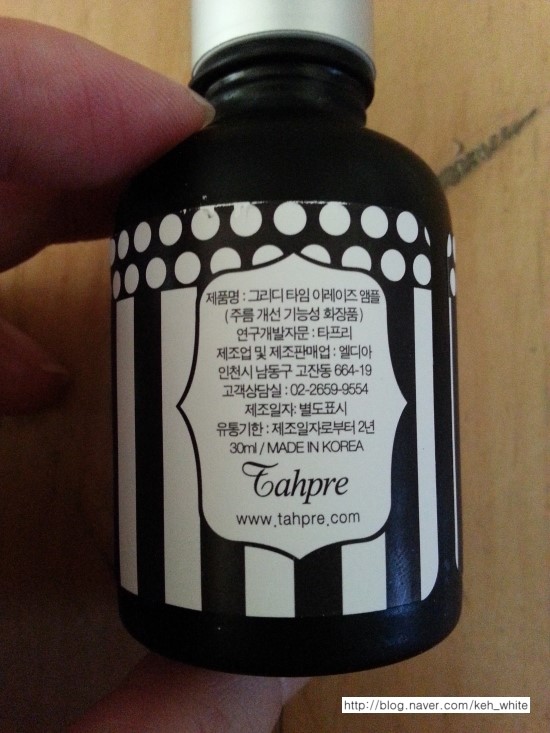 제품명 : 그리디 타임 이레이즈 앰플
( 주름 개선 기능성 화장품 )
연구개발자문 : 타프리
제조업 및 제조판매업 : 엘디아
인천시 남동구 고잔동 664-19
고객상담실 : 02-2659-9554
제조일자: 별도표시
유통기한 : 제조일자로부터 2년
30ml / MADE IN KOREA
Tahpre
www.tahpre.com
http://blog.naver.com/keh_white